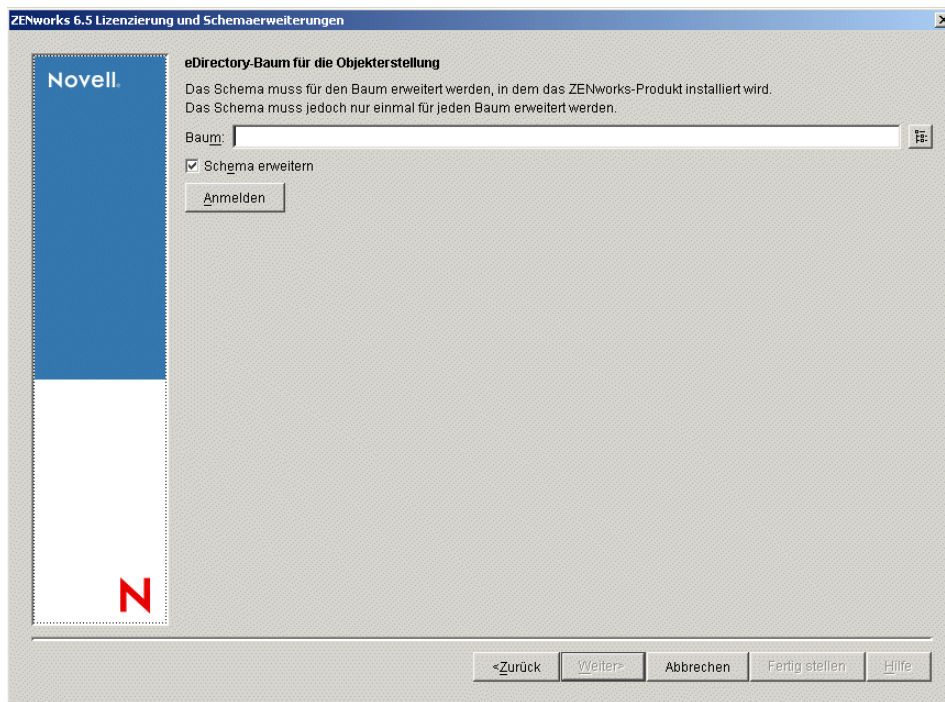 ZENworks 6.5 Lizenzierung und Schemaerweiterungen
Novell.
eDirectory-Baum für die Objekterstellung
Das Schema muss für den Baum erweitert werden, in dem das ZENworks-Produkt installiert wird.
Das Schema muss jedoch nur einmal für jeden Baum erweitert werden.
Baum:
Schema erweitern
Anmelden
N
<Zurück Weiter> Abbrechen Fertig stellen Hilfe